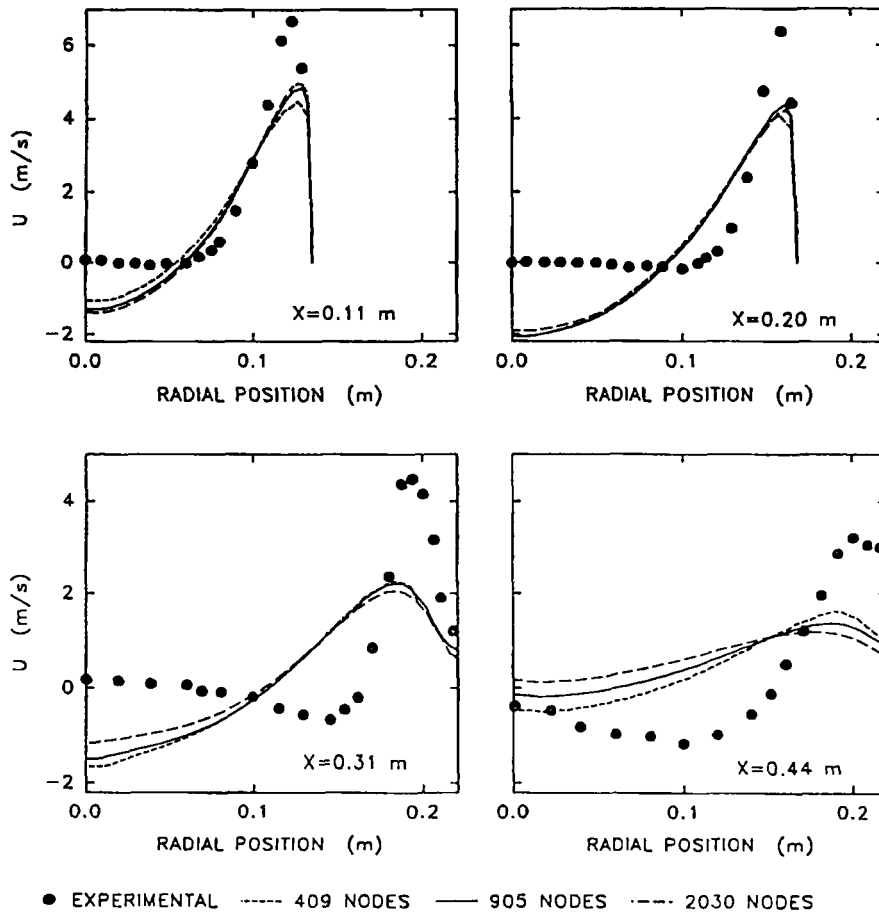 6
4
2
0
−2
U (m/s)
X=0.11 m
0.0
0.1
0.2
RADIAL POSITION (m)
X=0.20 m
0.0
0.1
0.2
RADIAL POSITION (m)
4
2
0
−2
U (m/s)
X=0.31 m
0.0
0.1
0.2
RADIAL POSITION (m)
X=0.44 m
0.0
0.1
0.2
RADIAL POSITION (m)
EXPERIMENTAL 409 NODES 905 NODES 2030 NODES